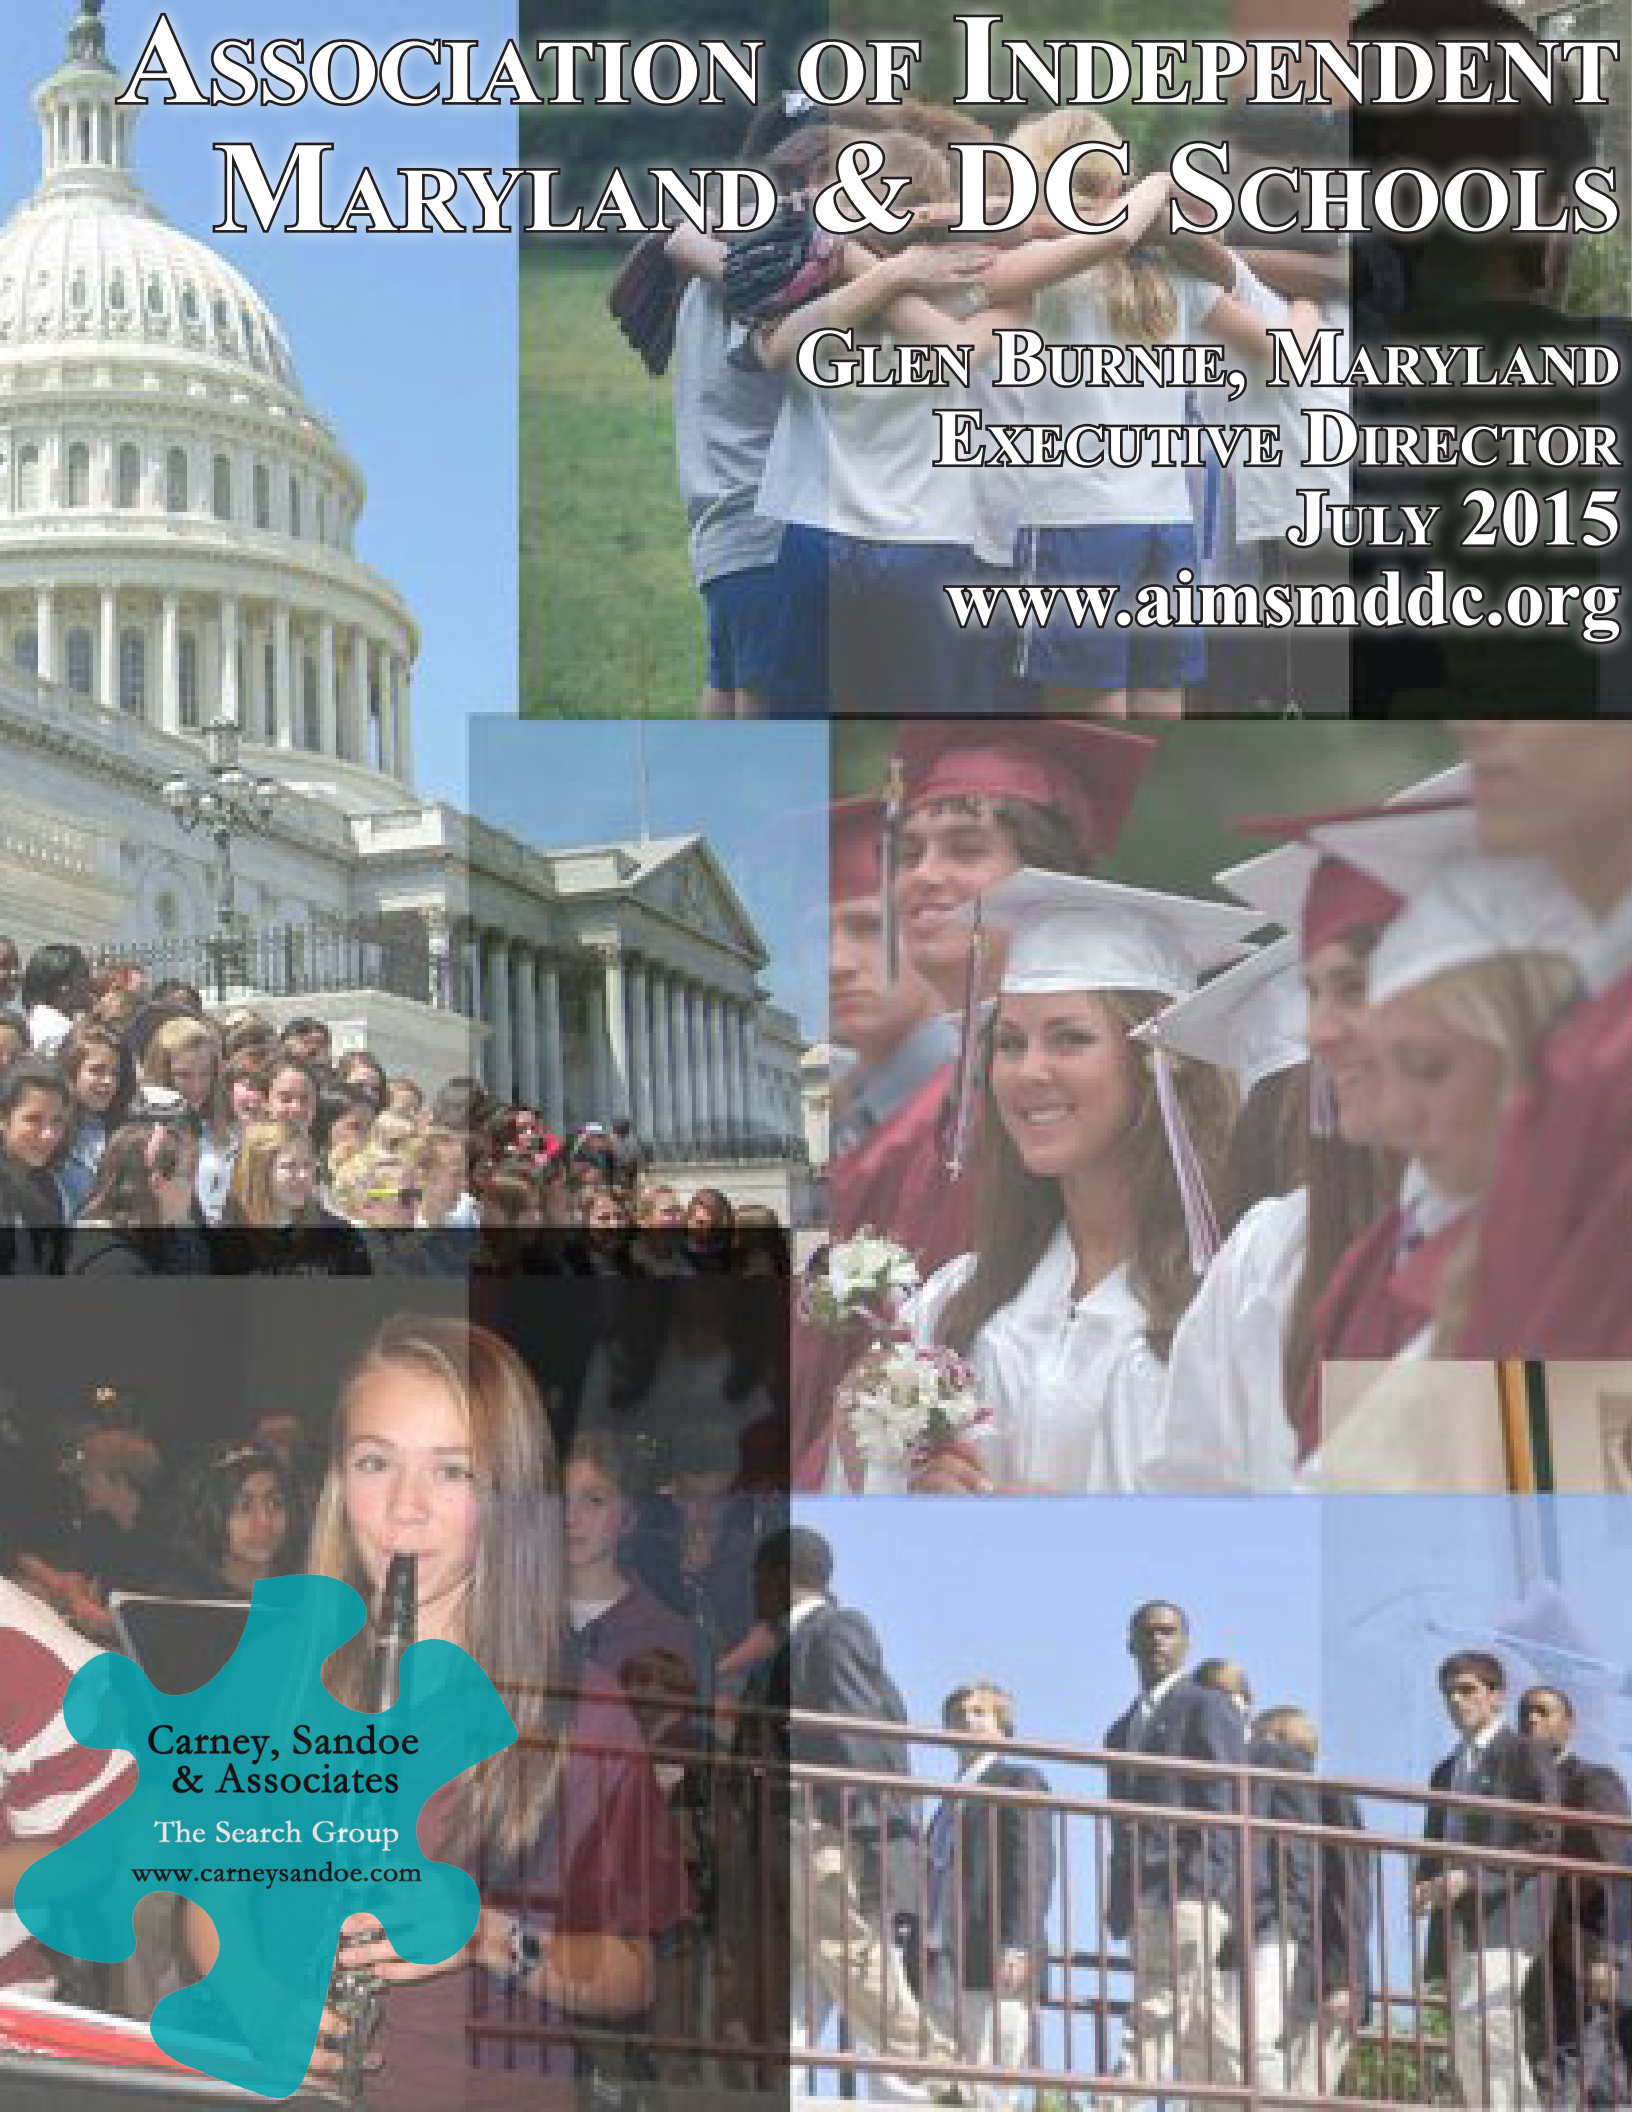 Association of Independent
Maryland & DC Schools
Glen Burnie, Maryland
Executive Director
July 2015
www.aimsmddc.org
Carney, Sandoe
& Associates
The Search Group
www.carneysandoe.com